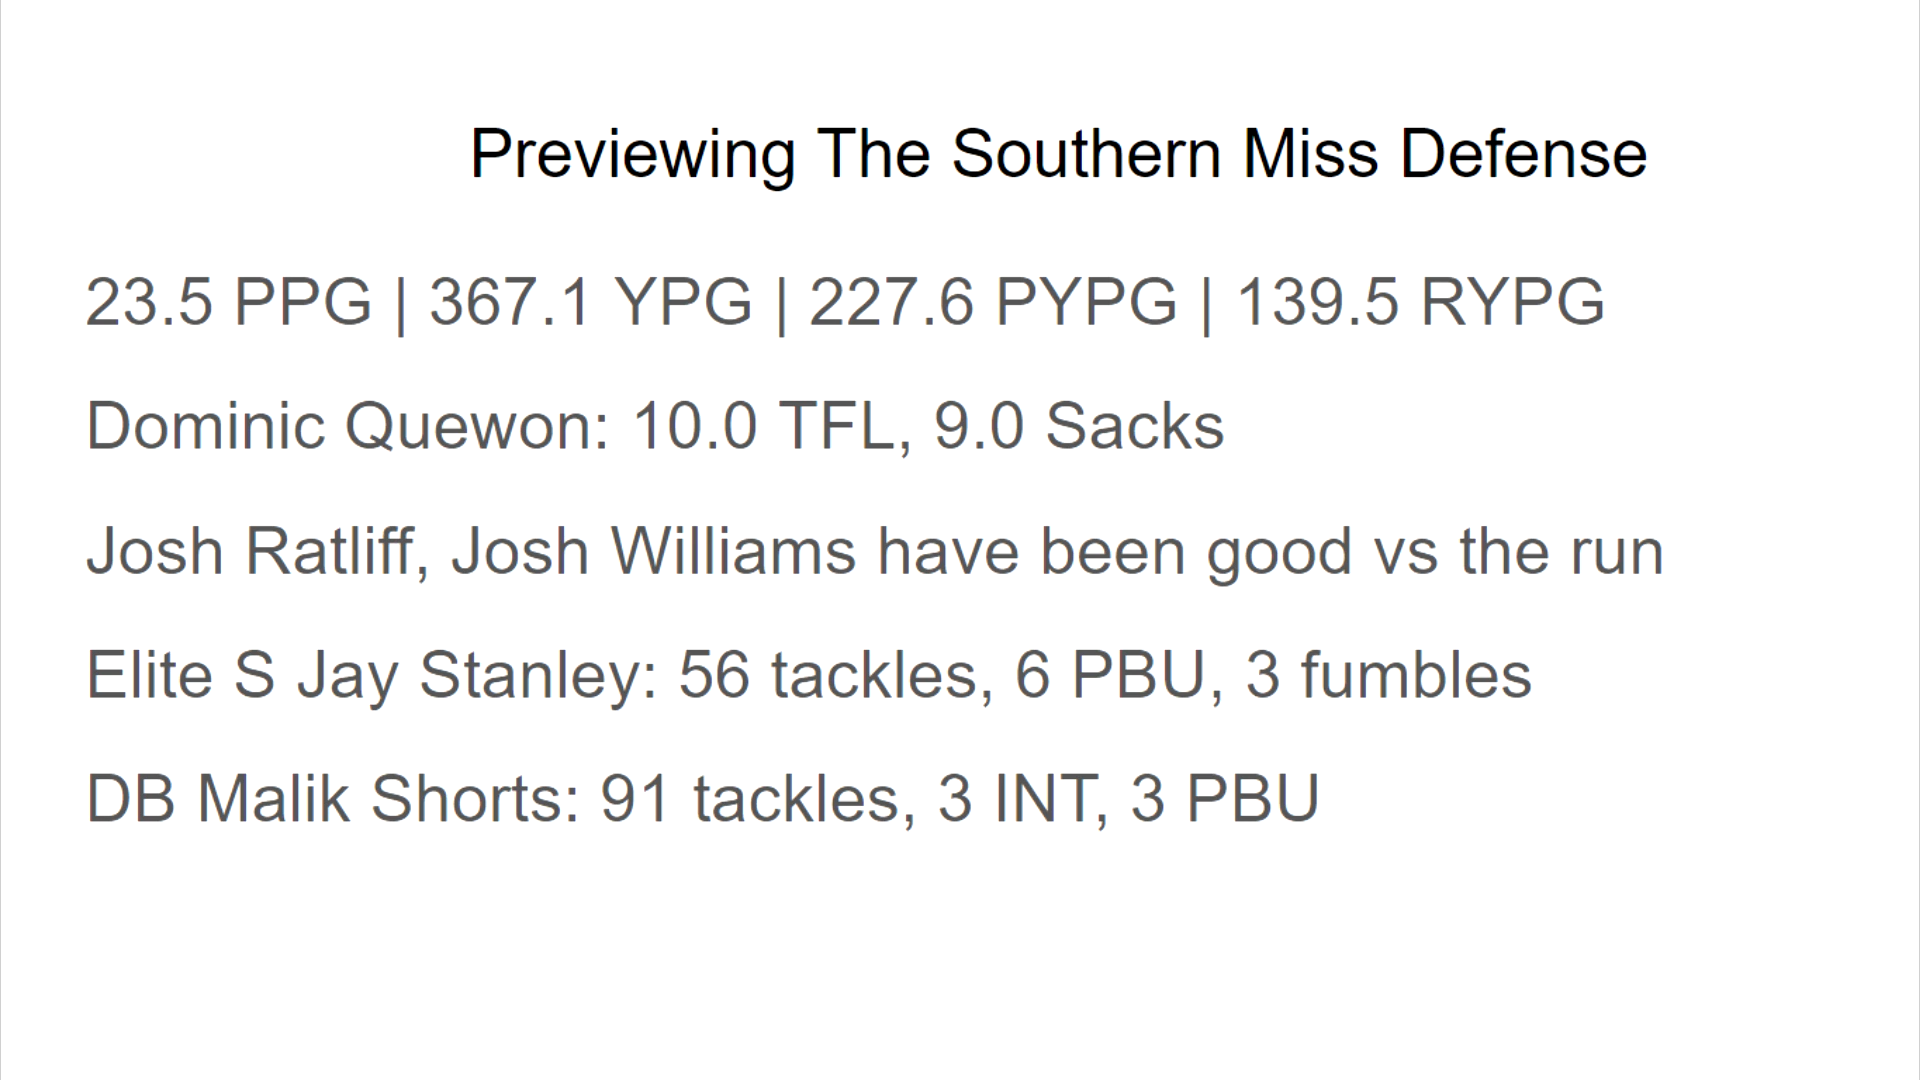 Previewing The Southern Miss Defense
23.5 PPG | 367.1 YPG | 227.6 PYPG | 139.5 RYPG
Dominic Quewon: 10.0 TFL, 9.0 Sacks
Josh Ratliff, Josh Williams have been good vs the run
Elite S Jay Stanley: 56 tackles, 6 PBU, 3 fumbles
DB Malik Shorts: 91 tackles, 3 INT, 3 PBU